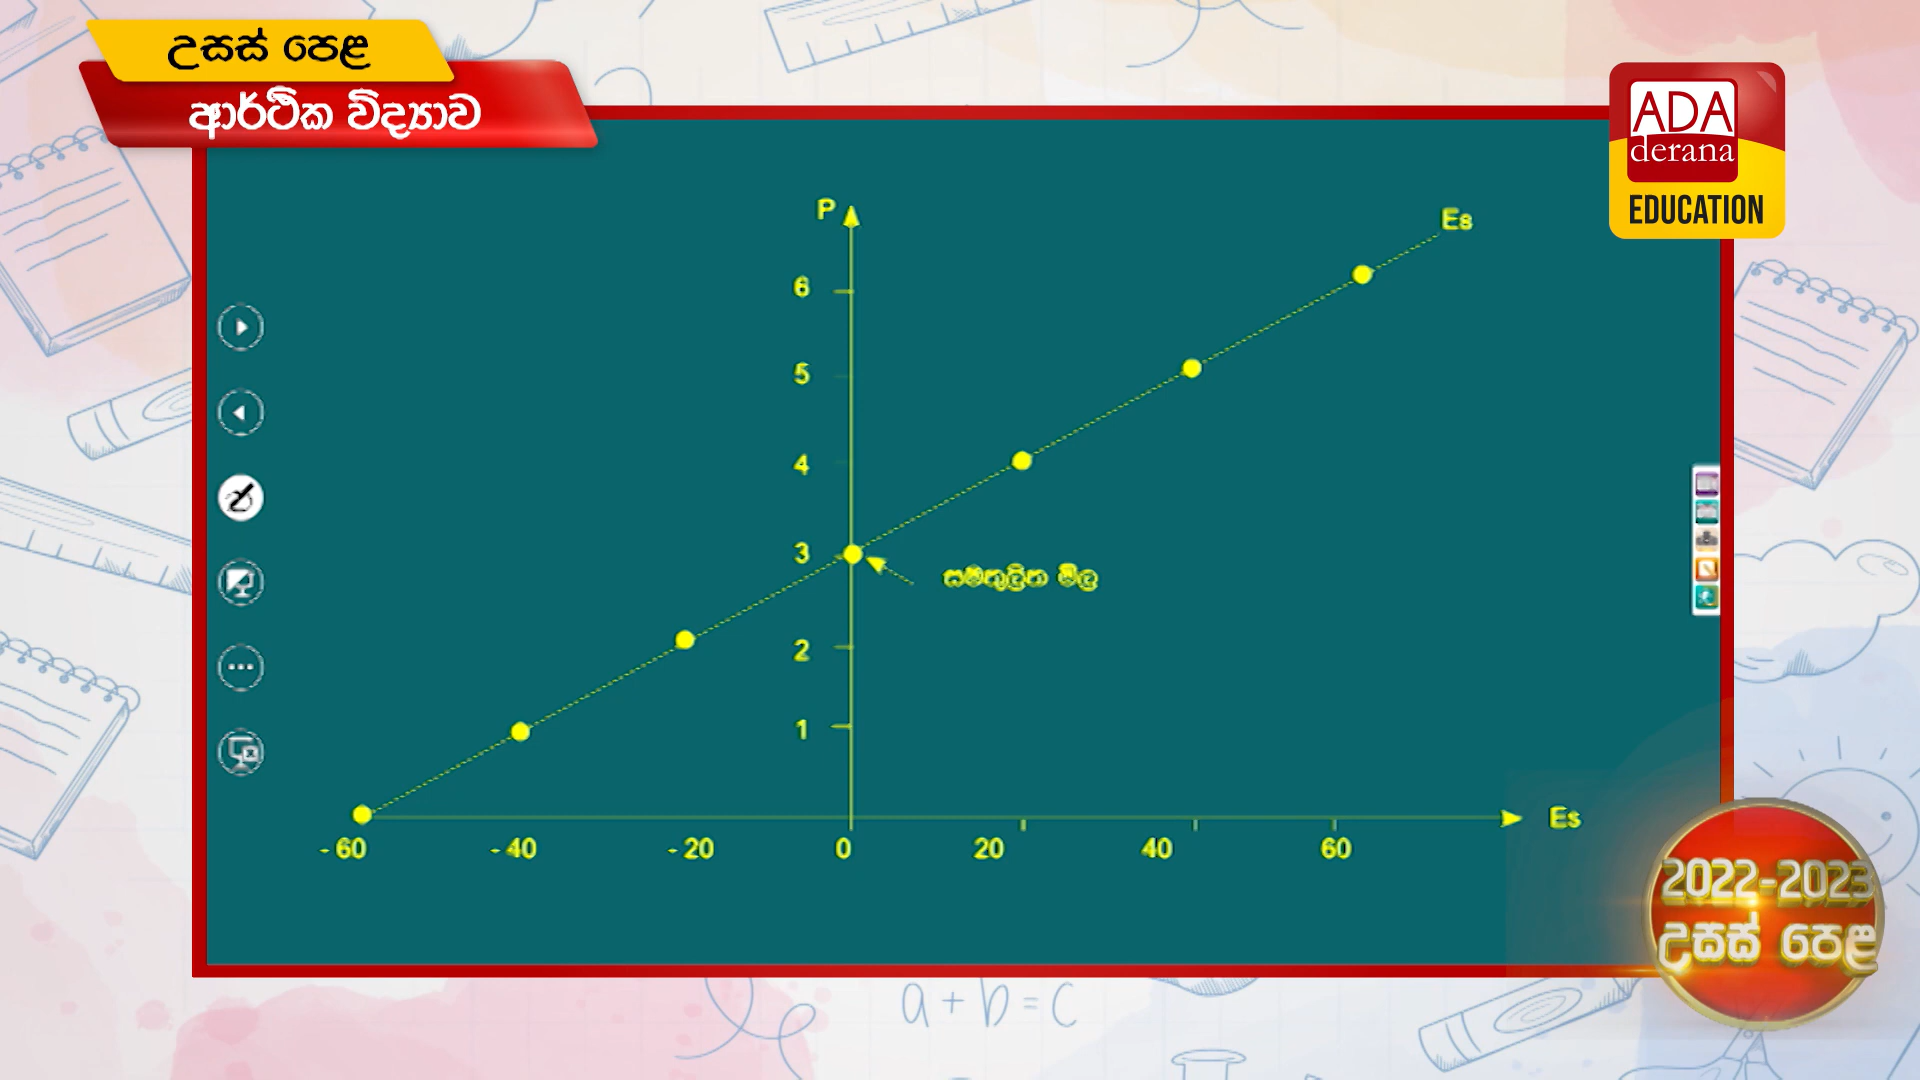 උසස් පෙළ
ආර්ථික විද්‍යාව
ADA
derana
EDUCATION
P
Es
6
5
4
3
සමතුලිත මිල
2
1
Es
- 60
- 40
- 20
0
20
40
60
2022-2023
උසස් පෙළ
a + b = c